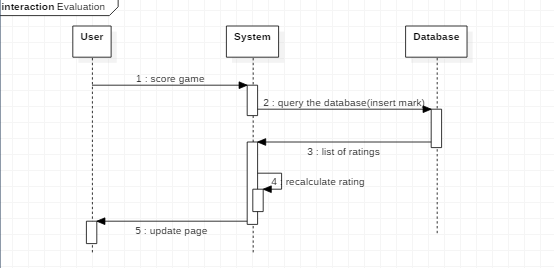 interaction Evaluation
User
System
Database
1 : score game
2 : query the database(insert mark)
3 : list of ratings
4 : recalculate rating
5 : update page